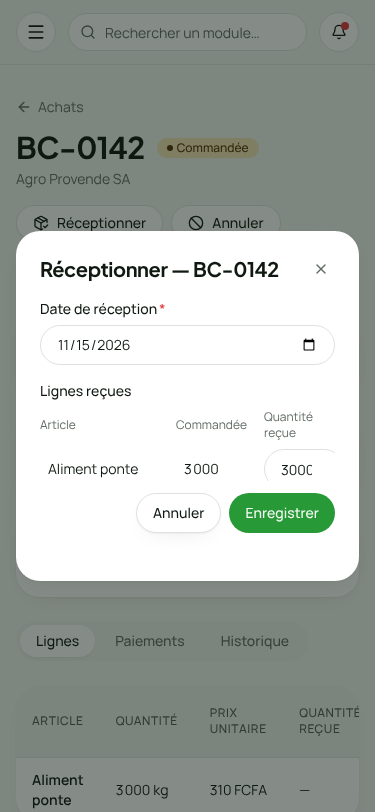 Rechercher un module…
Achats
BC-0142
Commandée
Agro Provende SA
Réceptionner
Annuler
Réceptionner — BC-0142
Date de réception *
11/15/2026
Lignes reçues
Article
Commandée
Quantité
reçue
Aliment ponte
3 000
3000
Annuler
Enregistrer
Lignes
Paiements
Historique
ARTICLE
QUANTITÉ
PRIX
UNITAIRE
QUANTITÉ
REÇUE
Aliment
ponte
3 000 kg
310 FCFA
—